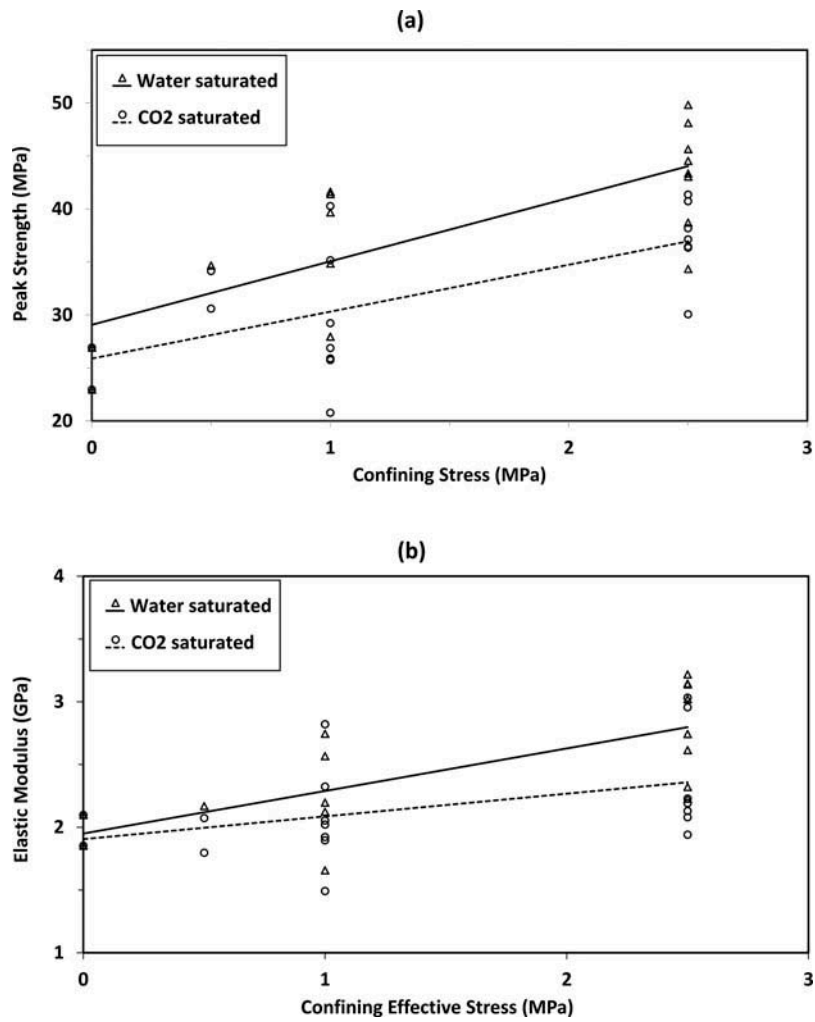 (a)
Water saturated
CO2 saturated
50
40
30
20
Peak Strength (MPa)
0
1
2
3
Confining Stress (MPa)
(b)
Water saturated
CO2 saturated
4
3
2
1
Elastic Modulus (GPa)
0
1
2
3
Confining Effective Stress (MPa)